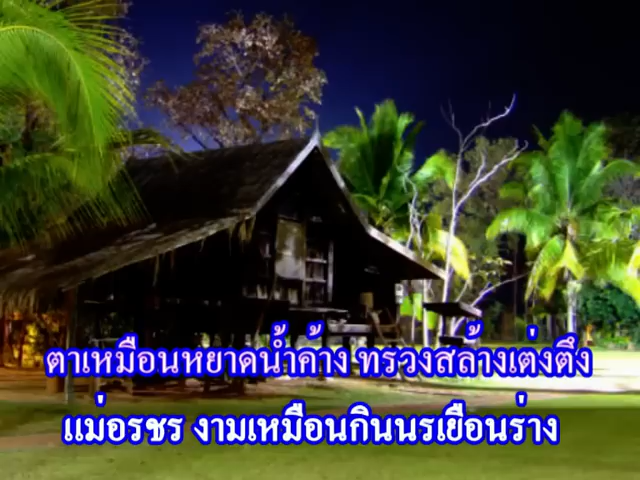 ตาเหมือนหยาดน้ำค้าง ทรวงสล้างเต่งตึง
แม่อรชร งามเหมือนกินนรเยือนร่าง